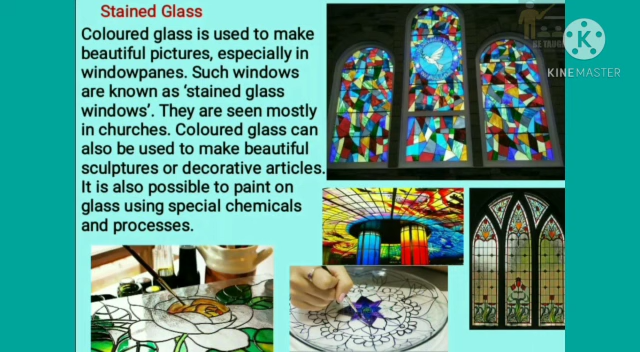 Stained Glass
Coloured glass is used to make
beautiful pictures, especially in
windowpanes. Such windows
are known as 'stained glass
windows'. They are seen mostly
in churches. Coloured glass can
also be used to make beautiful
sculptures or decorative articles.
It is also possible to paint on
glass using special chemicals
and processes.
K
KINEMASTER